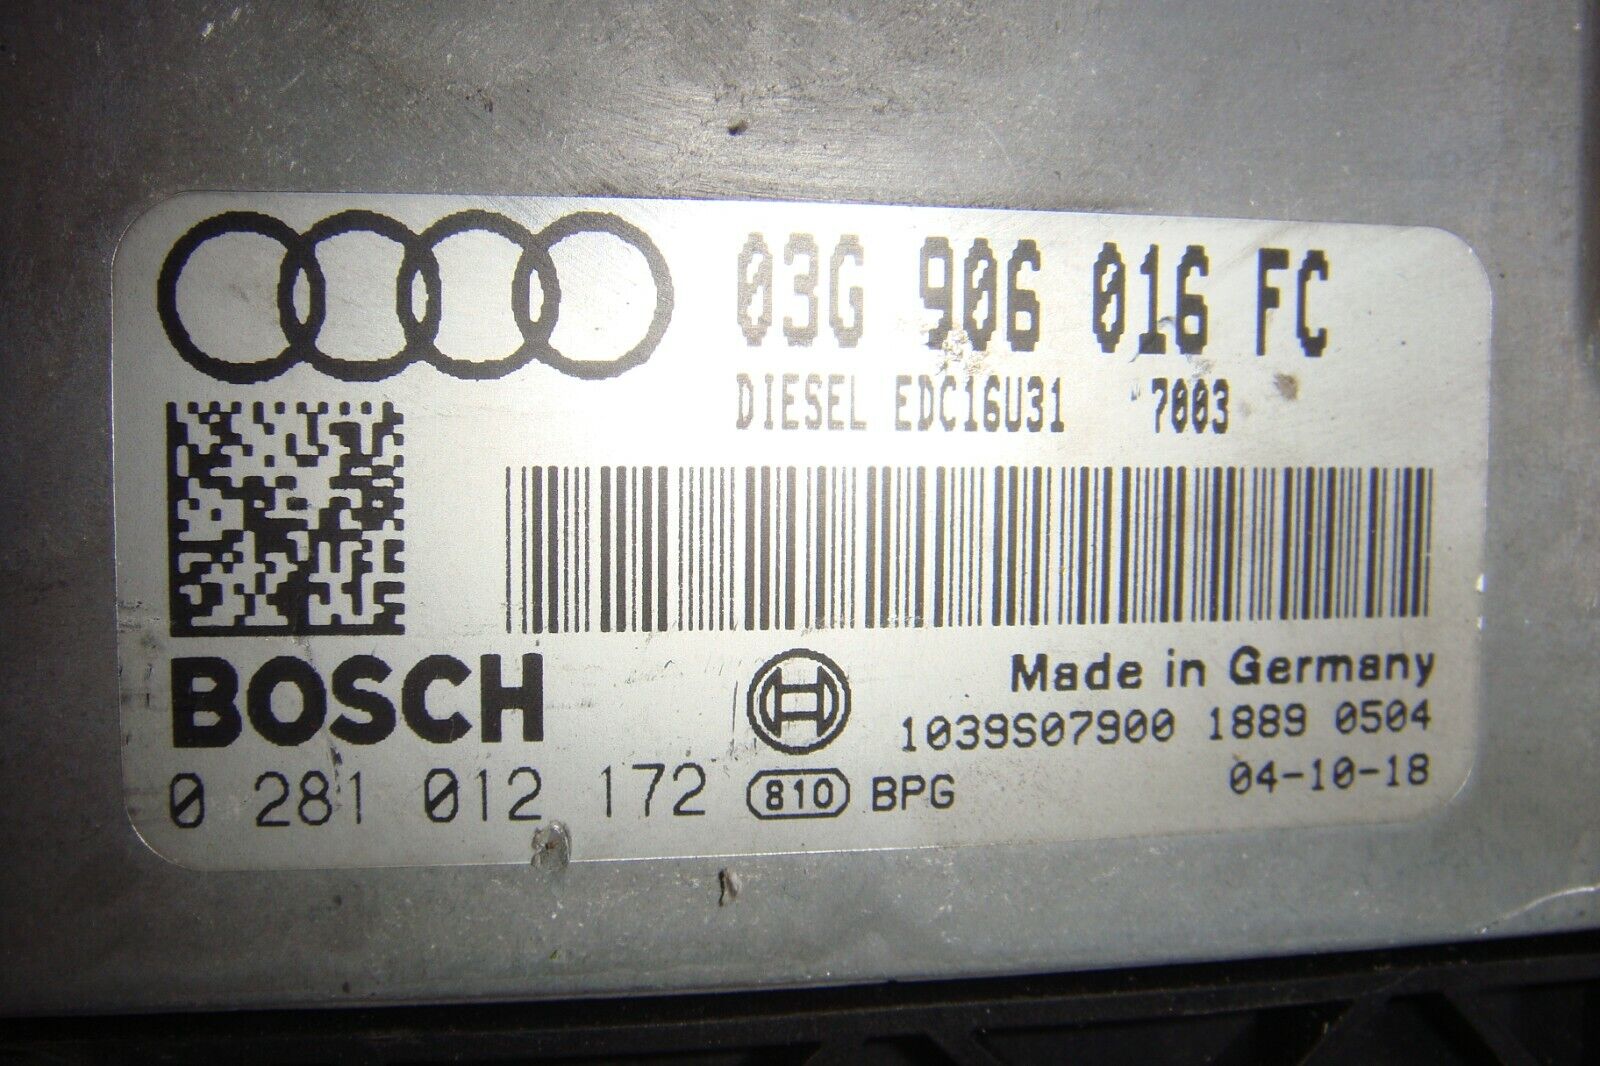 03G 906 016 FC
DIESEL EDC16U31 7003
BOSCH
Made in Germany
1039S07900 1889 0504
0 281 012 172 810 BPG 04-10-18